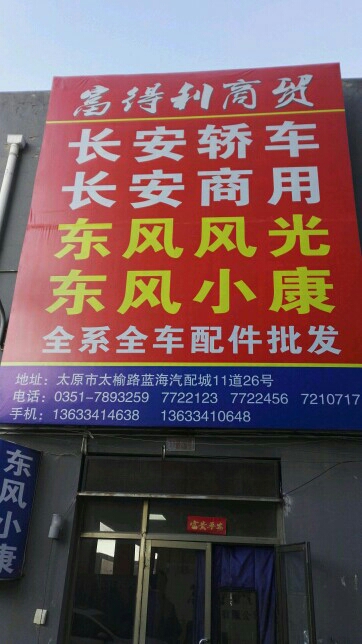 富得利商贸
长安轿车
长安商用
东风风光
东风小康
全系全车配件批发
地址：太原市太榆路蓝海汽配城11道26号
电话：0351-7893259 7722123 7722456 7210717
手机：13633414638 13633410648
东风小康